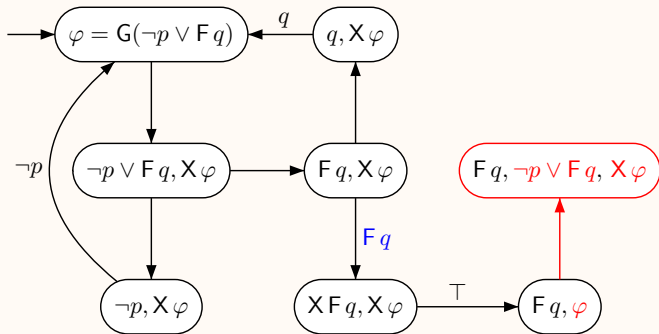 φ = G(¬p ∨ F q)
q
q, X φ
¬p
¬p ∨ F q, X φ
F q, X φ
F q, ¬p ∨ F q, X φ
F q
¬p, X φ
X F q, X φ
⊤
F q, φ